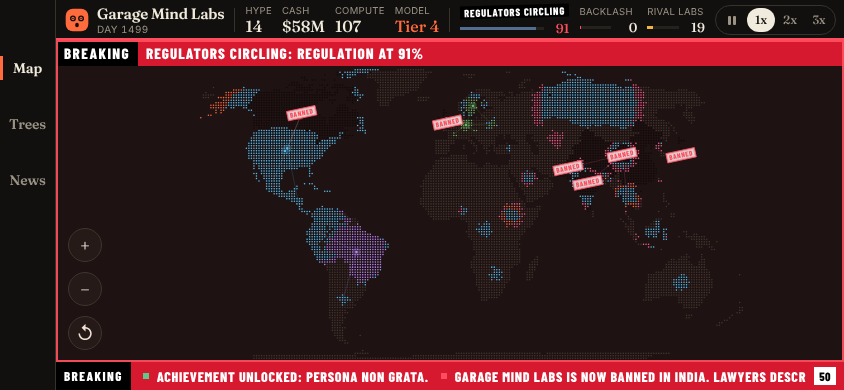 Garage Mind Labs
DAY 1499
HYPE
14
CASH
$58M
COMPUTE
107
MODEL
Tier 4
REGULATORS CIRCLING
91
BACKLASH
0
RIVAL LABS
19
1x
2x
3x
BREAKING
REGULATORS CIRCLING: REGULATION AT 91%
Map
Trees
News
BANNED
BANNED
BANNED
BANNED
BANNED
BANNED
+
−
BREAKING
ACHIEVEMENT UNLOCKED: PERSONA NON GRATA.
GARAGE MIND LABS IS NOW BANNED IN INDIA. LAWYERS DESCR
50